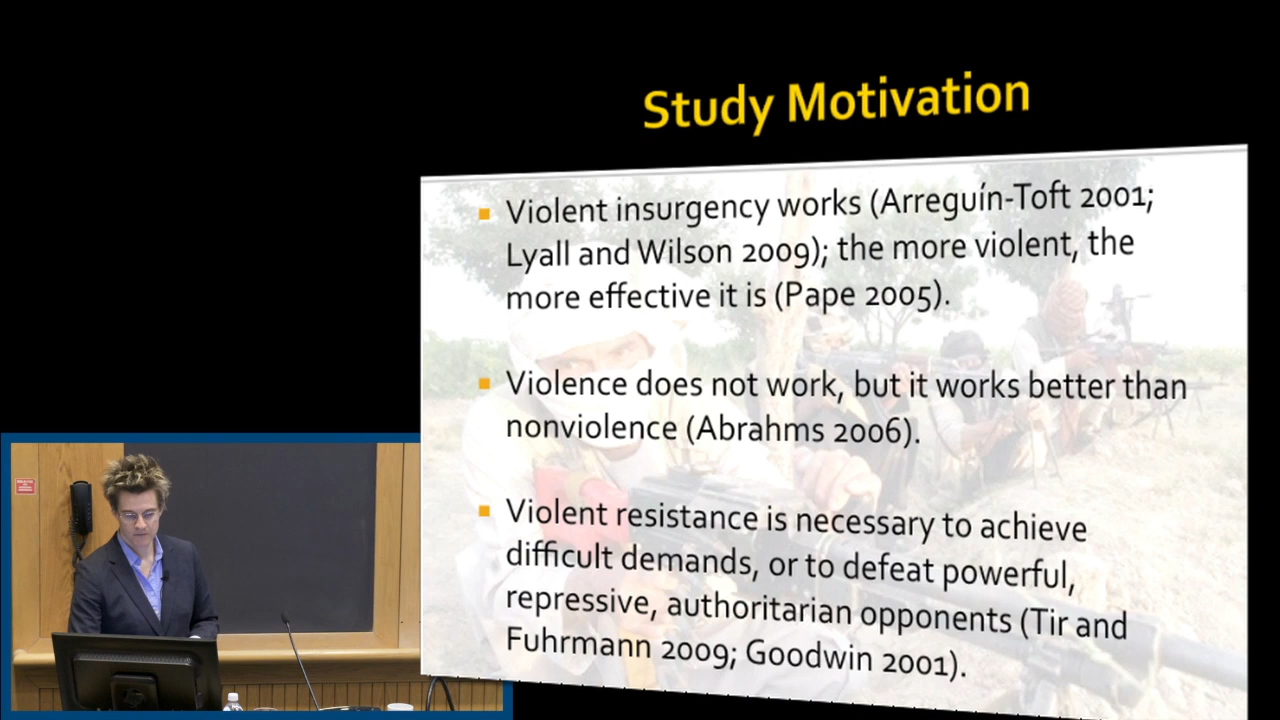 Study Motivation
Violent insurgency works (Arreguín-Toft 2001;
Lyall and Wilson 2009); the more violent, the
more effective it is (Pape 2005).
Violence does not work, but it works better than
nonviolence (Abrahms 2006).
Violent resistance is necessary to achieve
difficult demands, or to defeat powerful,
repressive, authoritarian opponents (Tir and
Fuhrmann 2009; Goodwin 2001).